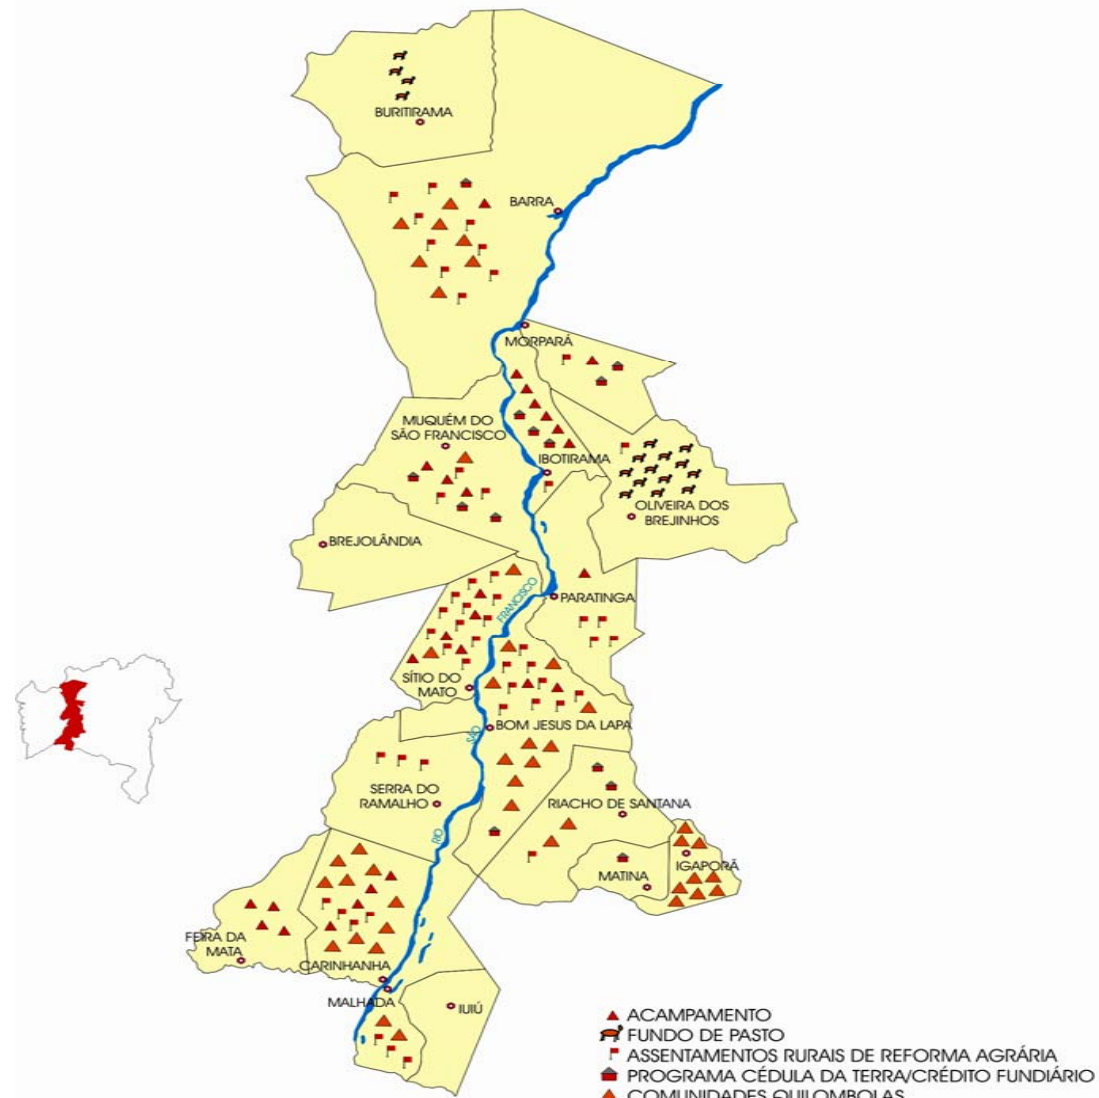 BURITIRAMA
BARRA
MORPARÁ
MUQUÉM DO
SÃO FRANCISCO
IBOTIRAMA
OLIVEIRA DOS
BREJINHOS
BREJOLÂNDIA
FRANCISCO
PARATINGA
SÍTIO DO
MATO
SÃO
BOM JESUS DA LAPA
SERRA DO
RAMALHO
RIACHO DE SANTANA
RIO
IGAPORÃ
MATINA
FEIRA DA
MATA
CARINHANHA
MALHADA
IUIÚ
ACAMPAMENTO
FUNDO DE PASTO
ASSENTAMENTOS RURAIS DE REFORMA AGRÁRIA
PROGRAMA CÉDULA DA TERRA/CRÉDITO FUNDIÁRIO
COMUNIDADES QUILOMBOLAS